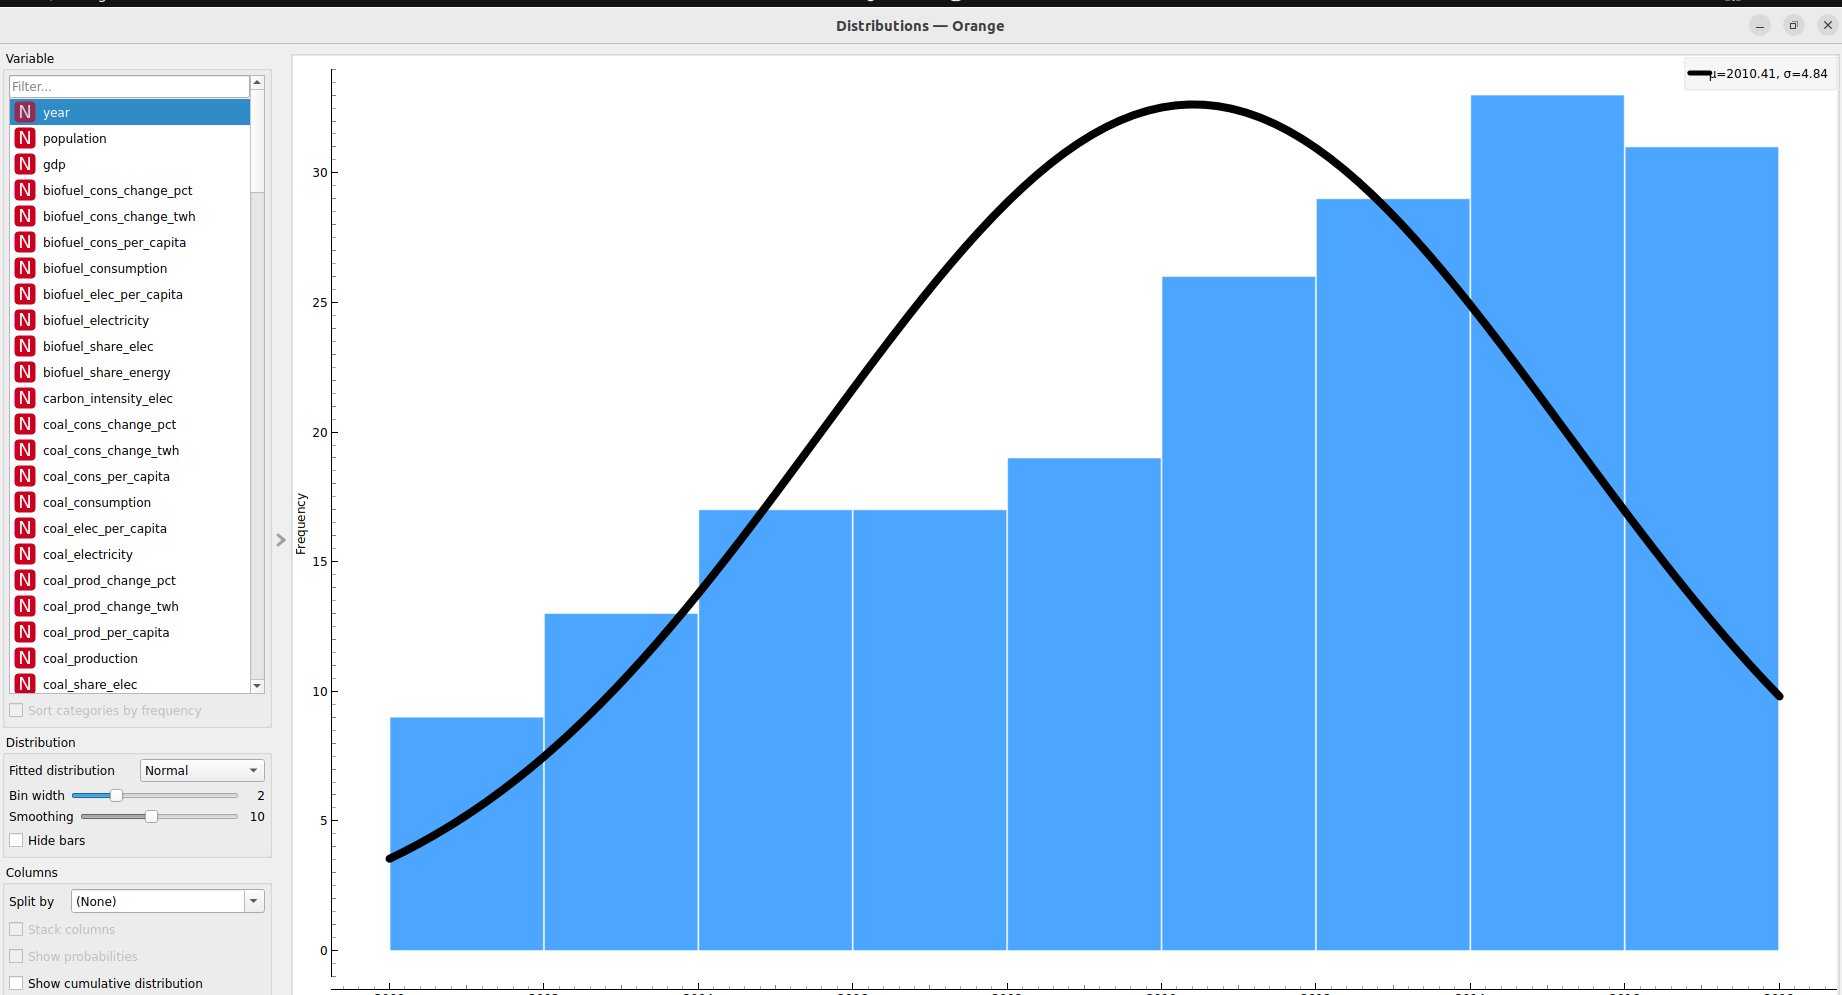 Distributions — Orange
Variable
Filter...
N year
N population
N gdp
N biofuel_cons_change_pct
N biofuel_cons_change_twh
N biofuel_cons_per_capita
N biofuel_consumption
N biofuel_elec_per_capita
N biofuel_electricity
N biofuel_share_elec
N biofuel_share_energy
N carbon_intensity_elec
N coal_cons_change_pct
N coal_cons_change_twh
N coal_cons_per_capita
N coal_consumption
N coal_elec_per_capita
N coal_electricity
N coal_prod_change_pct
N coal_prod_change_twh
N coal_prod_per_capita
N coal_production
N coal_share_elec
Sort categories by frequency
Distribution
Fitted distribution Normal
Bin width 2
Smoothing 10
Hide bars
Columns
Split by (None)
Stack columns
Show probabilities
Show cumulative distribution
μ=2010.41, σ=4.84
Frequency
30
25
20
15
10
5
0